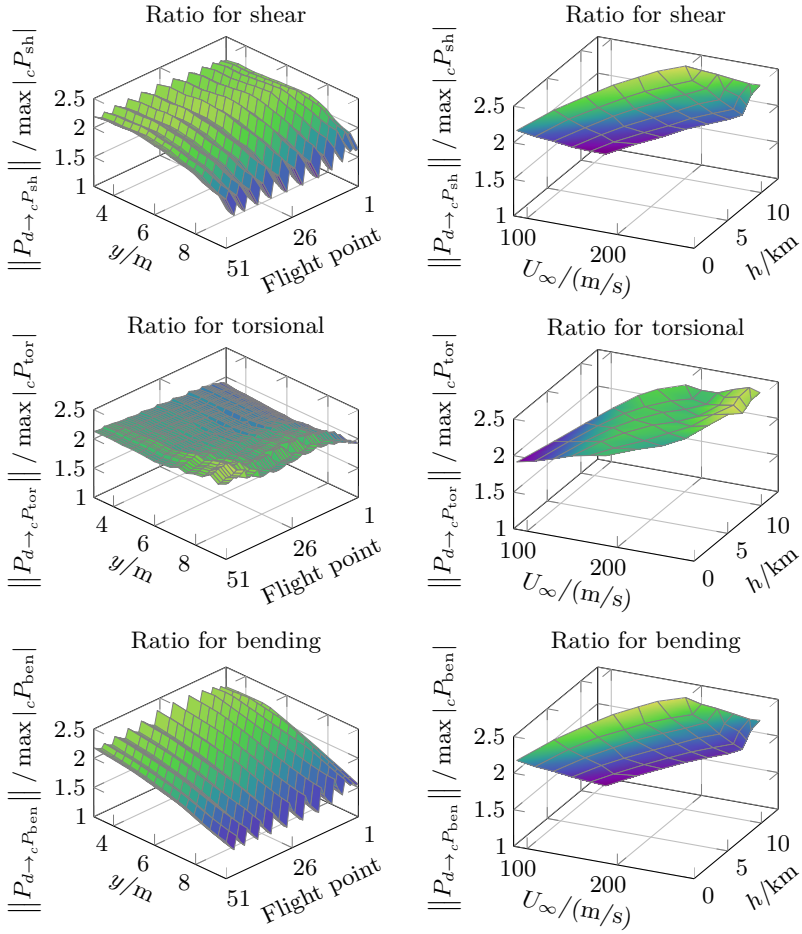 Ratio for shear
‖P_{d→_cP_sh}‖ / max |_cP_sh|
2.5
2
1.5
1
4
6
8
y/m
51
26
1
Flight point
Ratio for shear
‖P_{d→_cP_sh}‖ / max |_cP_sh|
2.5
2
1.5
1
100
200
U_∞/(m/s)
0
5
10
h/km
Ratio for torsional
‖P_{d→_cP_tor}‖ / max |_cP_tor|
2.5
2
1.5
1
4
6
8
y/m
51
26
1
Flight point
Ratio for torsional
‖P_{d→_cP_tor}‖ / max |_cP_tor|
2.5
2
1.5
1
100
200
U_∞/(m/s)
0
5
10
h/km
Ratio for bending
‖P_{d→_cP_ben}‖ / max |_cP_ben|
2.5
2
1.5
1
4
6
8
y/m
51
26
1
Flight point
Ratio for bending
‖P_{d→_cP_ben}‖ / max |_cP_ben|
2.5
2
1.5
1
100
200
U_∞/(m/s)
0
5
10
h/km